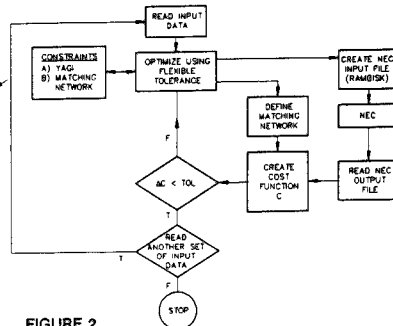 READ INPUT
DATA
CONSTRAINTS
A) YAGI
B) MATCHING
NETWORK
OPTIMIZE USING
FLEXIBLE
TOLERANCE
CREATE NEC
INPUT FILE
(RAMDISK)
DEFINE
MATCHING
NETWORK
NEC
F
ΔC < TOL
CREATE
COST
FUNCTION
C
READ NEC
OUTPUT
FILE
T
READ
ANOTHER SET
OF INPUT
DATA
T
F
STOP
FIGURE 2